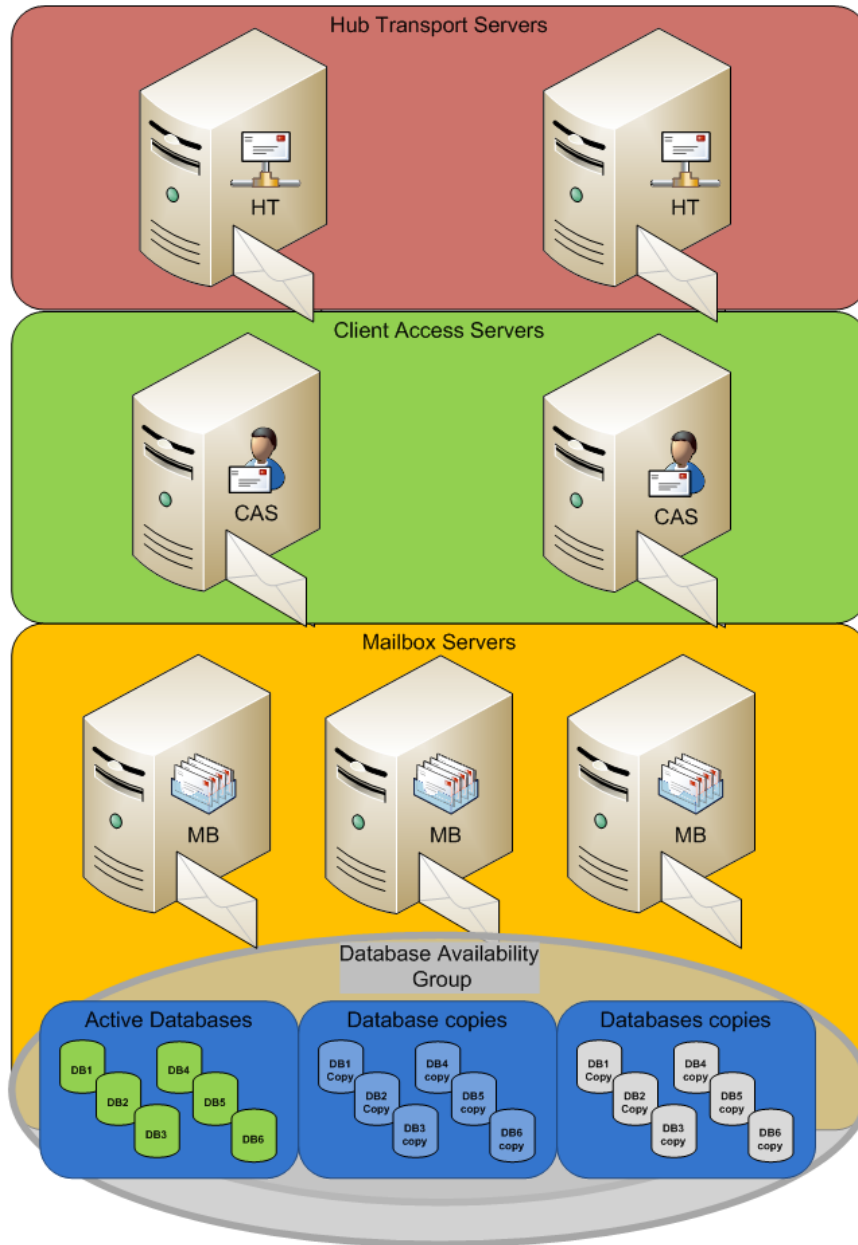 Hub Transport Servers
HT
HT
Client Access Servers
CAS
CAS
Mailbox Servers
MB
MB
MB
Database Availability
Group
Active Databases
DB1
DB2
DB3
DB4
DB5
DB6
Database copies
DB1
Copy
DB2
Copy
DB3
copy
DB4
copy
DB5
copy
DB6
copy
Databases copies
DB1
Copy
DB2
Copy
DB3
copy
DB4
copy
DB5
copy
DB6
copy